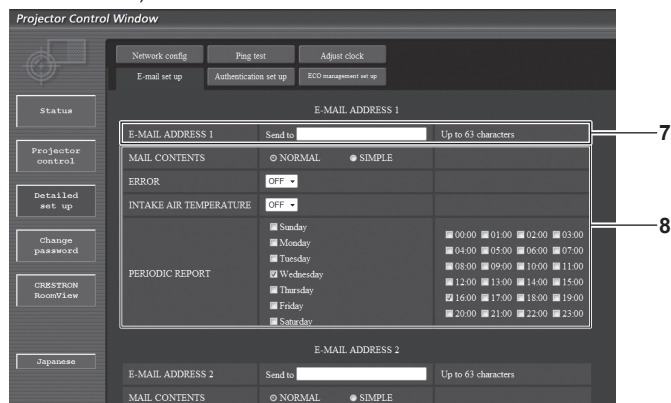 Projector Control Window
Network config Ping test Adjust clock
E-mail set up Authentication set up ECO management set up
Status
Projector control
Detailed set up
Change password
CRESTRON RoomView
Japanese
E-MAIL ADDRESS 1
E-MAIL ADDRESS 1 Send to Up to 63 characters
7
MAIL CONTENTS NORMAL SIMPLE
ERROR OFF
INTAKE AIR TEMPERATURE OFF
8
PERIODIC REPORT
Sunday
Monday
Tuesday
Wednesday
Thursday
Friday
Saturday
00:00 01:00 02:00 03:00
04:00 05:00 06:00 07:00
08:00 09:00 10:00 11:00
12:00 13:00 14:00 15:00
16:00 17:00 18:00 19:00
20:00 21:00 22:00 23:00
E-MAIL ADDRESS 2
E-MAIL ADDRESS 2 Send to Up to 63 characters
MAIL CONTENTS NORMAL SIMPLE